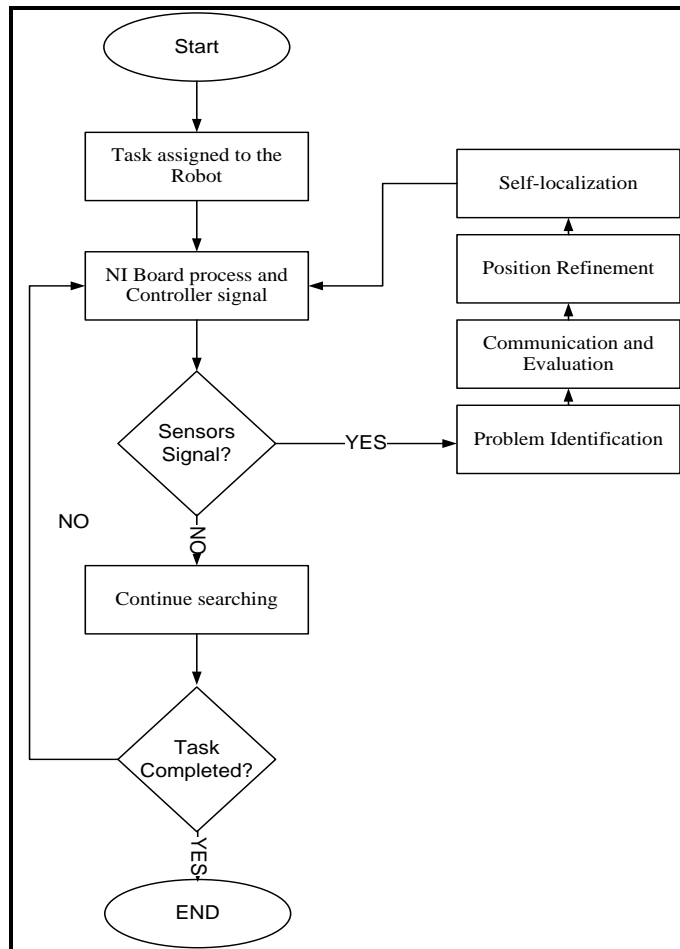 Start
Task assigned to the
Robot
NI Board process and
Controller signal
Sensors
Signal?
YES
Problem Identification
Communication and
Evaluation
Position Refinement
Self-localization
NO
NO
Continue searching
Task
Completed?
YES
END